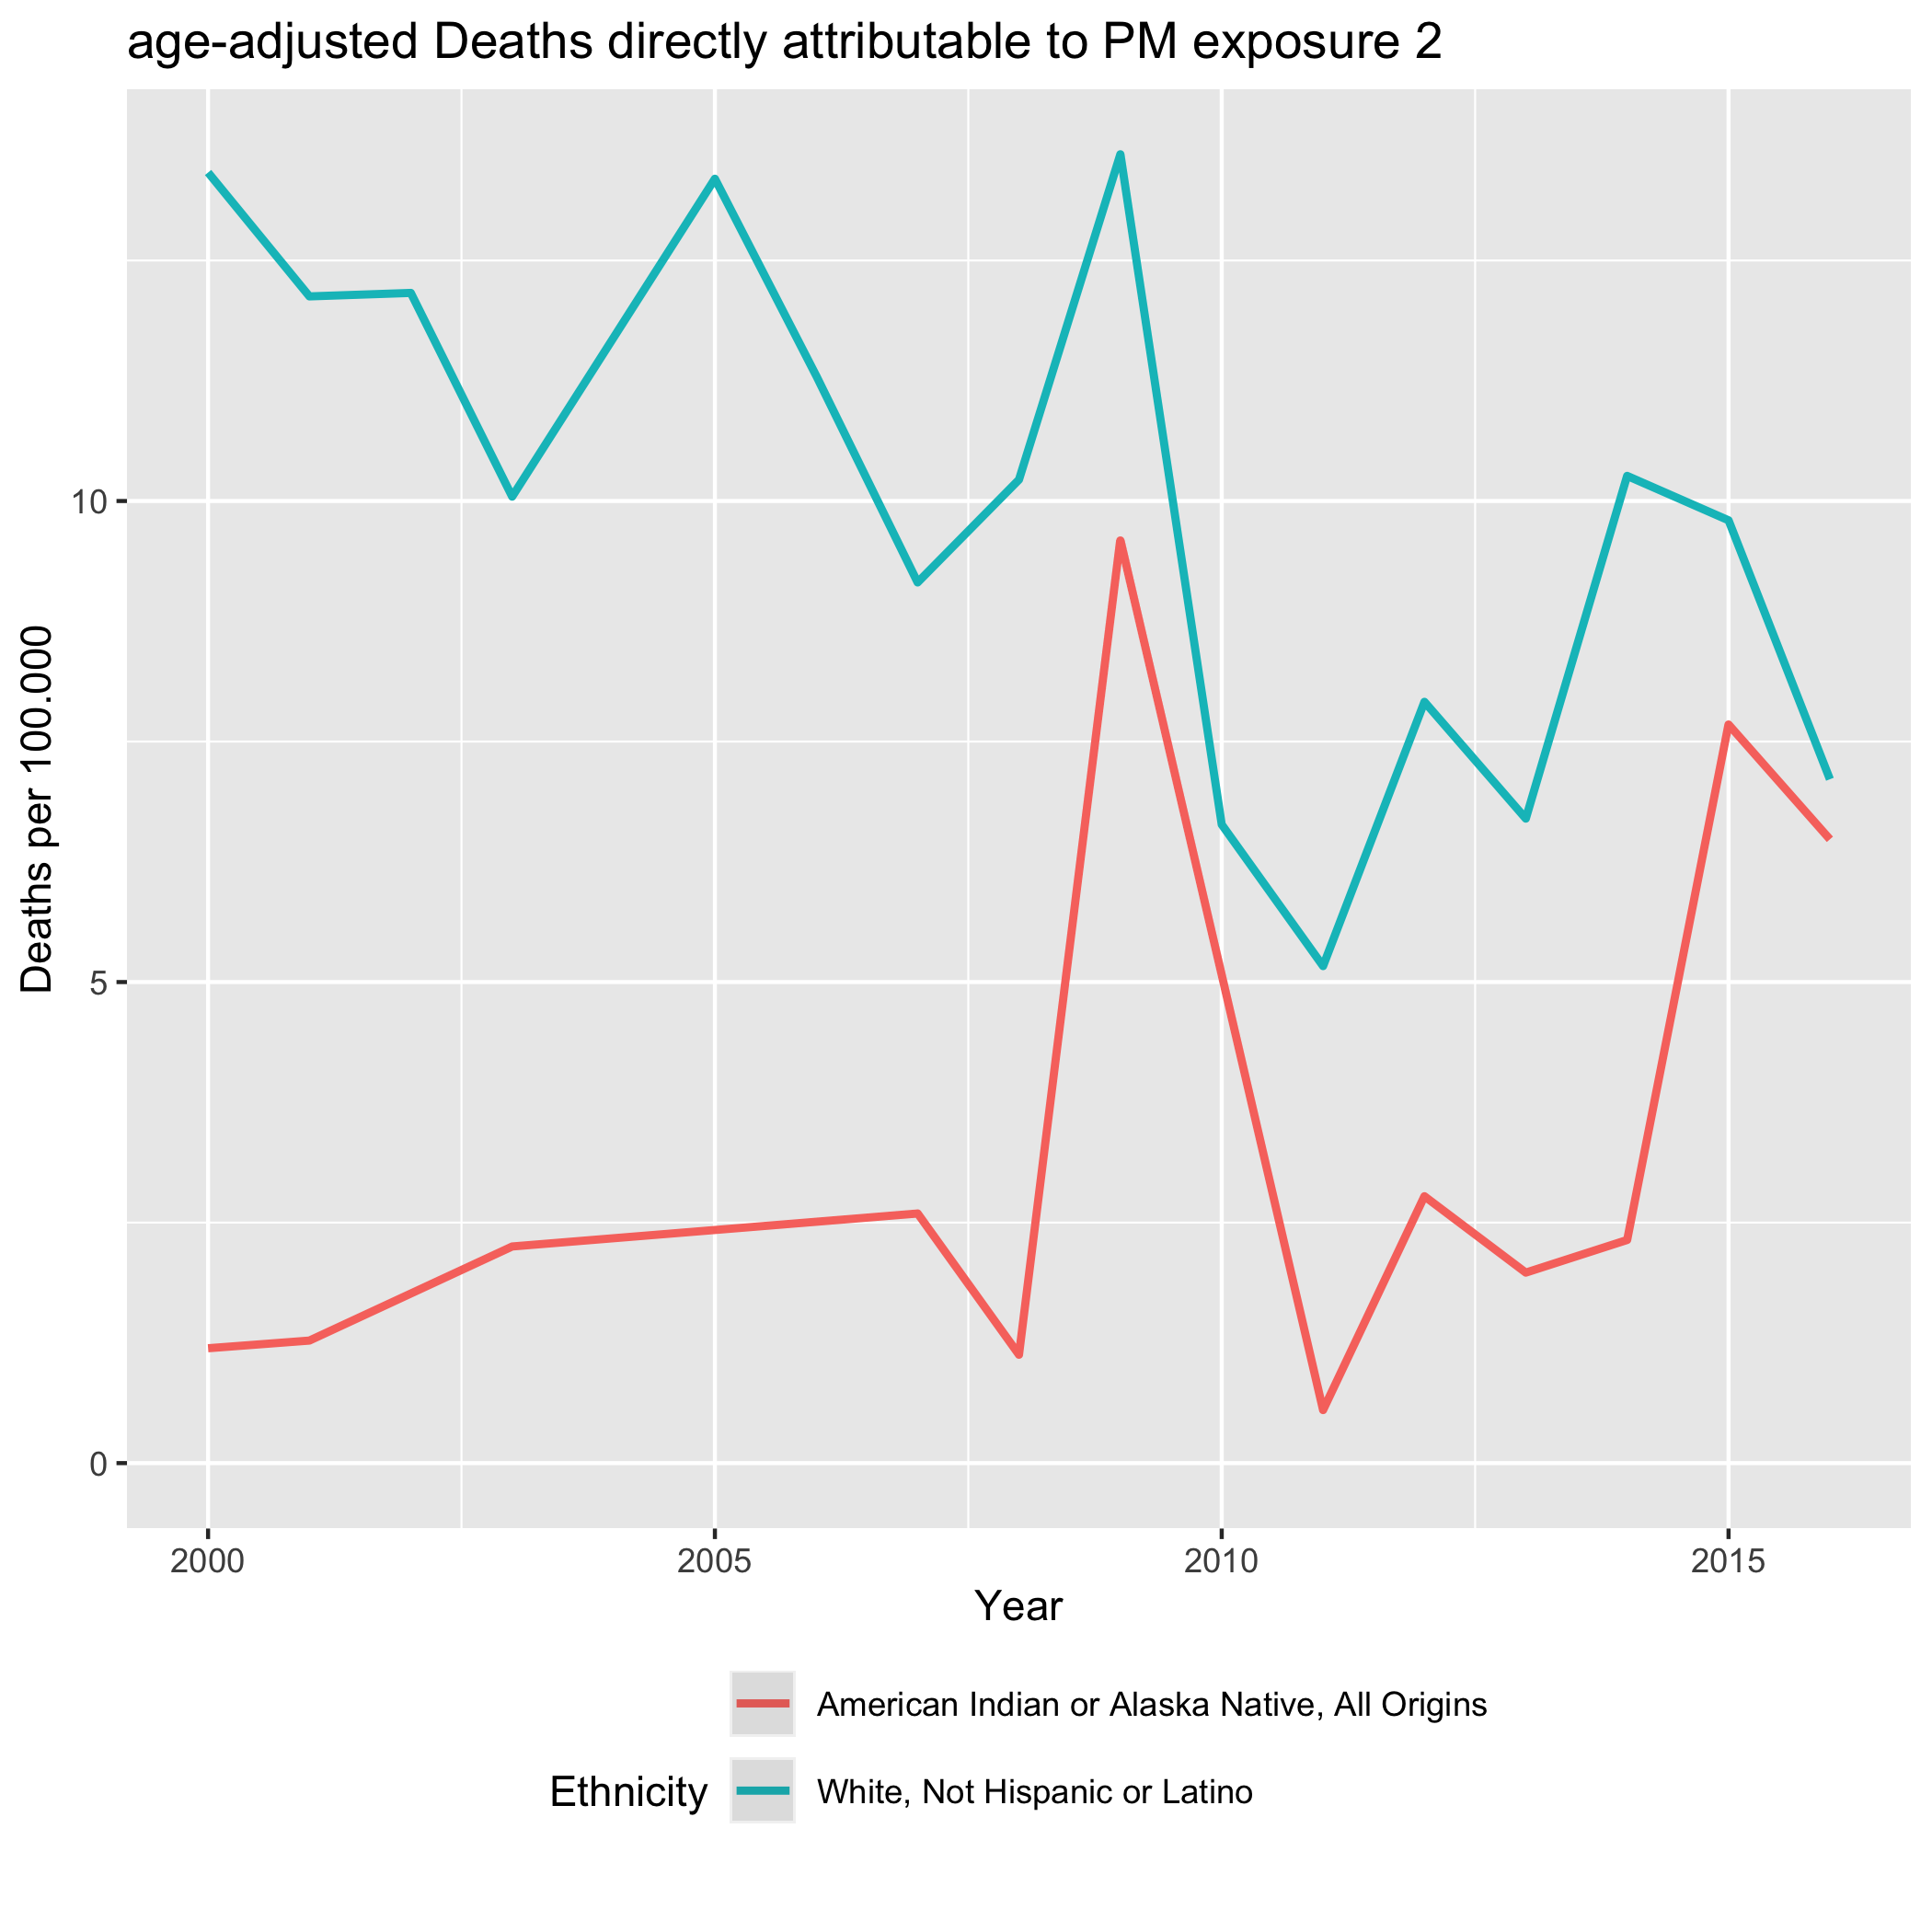 age-adjusted Deaths directly attributable to PM exposure 2
Deaths per 100.000
10
5
0
2000 2005 2010 2015
Year
Ethnicity
American Indian or Alaska Native, All Origins
White, Not Hispanic or Latino